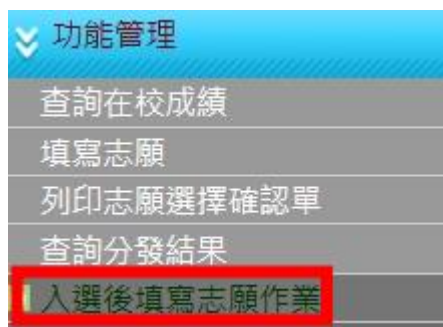 功能管理
查詢在校成績
填寫志願
列印志願選擇確認單
查詢分發結果
入選後填寫志願作業